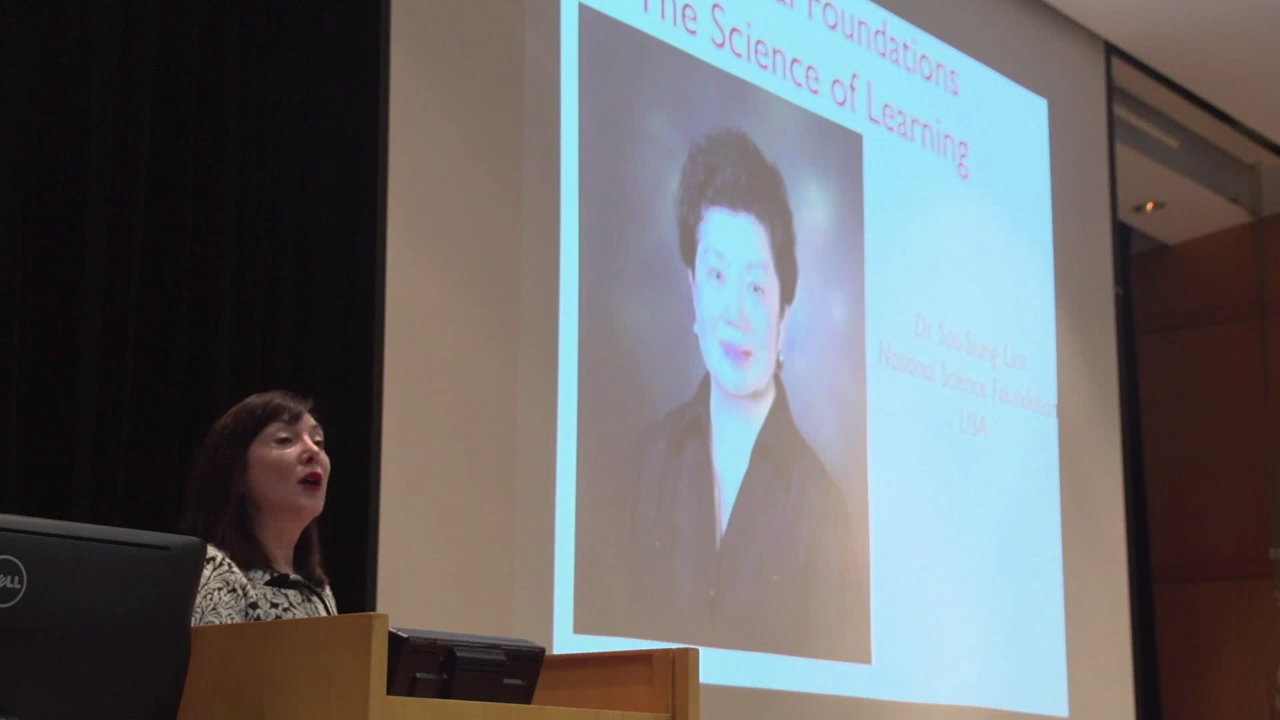 Foundations
The Science of Learning
Dr. Soo-Siang Lim
National Science Foundation
USA
DELL